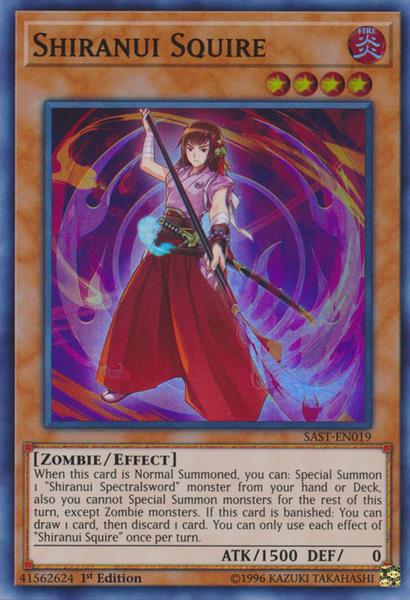 SHIRANUI SQUIRE
FIRE
炎
SAST-EN019
[ZOMBIE/EFFECT]
When this card is Normal Summoned, you can: Special Summon
1 "Shiranui Spectralsword" monster from your hand or Deck,
also you cannot Special Summon monsters for the rest of this
turn, except Zombie monsters. If this card is banished: You can
draw 1 card, then discard 1 card. You can only use each effect of
"Shiranui Squire" once per turn.
ATK/1500 DEF/ 0
41562624 1st Edition ©1996 KAZUKI TAKAHASHI